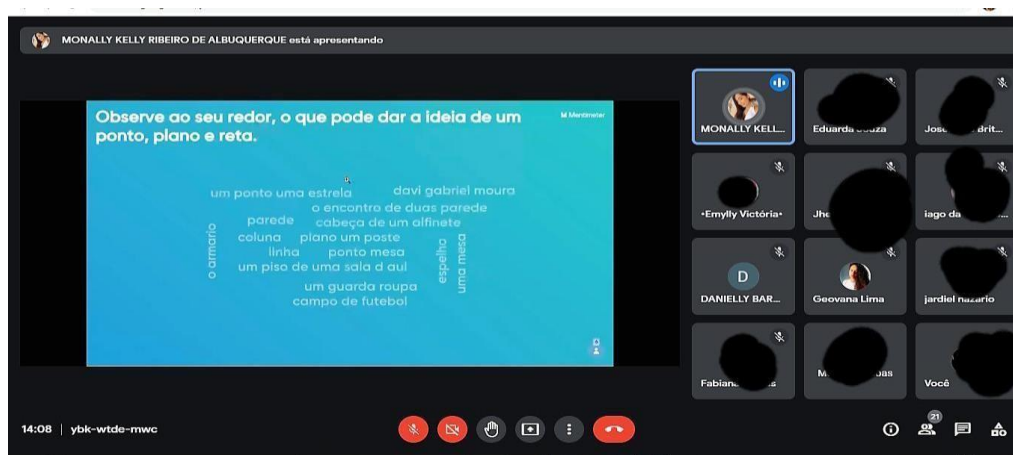 MONALLY KELLY RIBEIRO DE ALBUQUERQUE está apresentando
Observe ao seu redor, o que pode dar a ideia de um
ponto, plano e reta.
Mentimeter
um ponto uma estrela
davi gabriel moura
o encontro de duas parede
parede
cabeça de um alfinete
o armario
coluna
plano um poste
linha
ponto mesa
espelho
uma mesa
um piso de uma sala d aul
um guarda roupa
campo de futebol
MONALLY KELL...
Eduarda
•Emylly Victória•
iago da
DANIELLY BAR...
Geovana Lima
jardiel
Você
14:08 | ybk-wtde-mwc
21
D